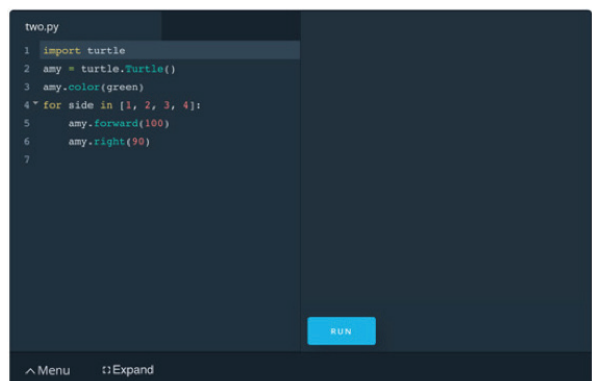 two.py
1 import turtle
2 amy = turtle.Turtle()
3 amy.color(green)
4 for side in [1, 2, 3, 4]:
5 amy.forward(100)
6 amy.right(90)
7
RUN
Menu Expand